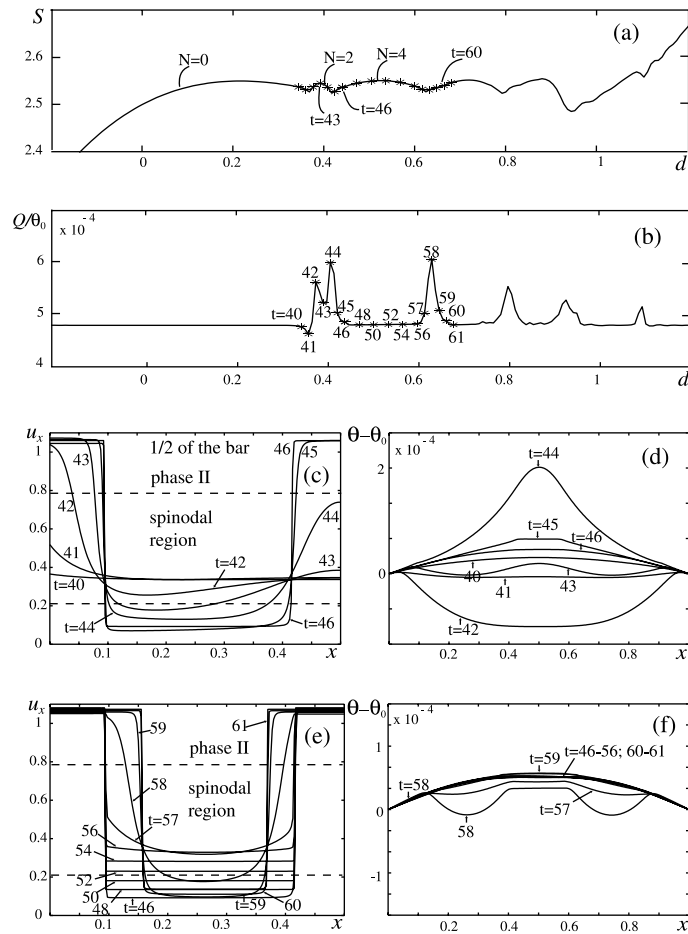 S
(a)
2.6
2.5
2.4
N=0
N=2
N=4
t=60
t=43
t=46
0 0.2 0.4 0.6 0.8 1 d
Q/θ0
x 10 -4
(b)
6
5
4
t=40
41
42
43
44
45
46
48
50
52
54
56
57
58
59
60
61
0 0.2 0.4 0.6 0.8 1 d
ux
1/2 of the bar
(c)
phase II
spinodal
region
1
0.8
0.6
0.4
0.2
0
43
42
41
t=40
t=44
t=42
46
45
44
43
t=46
0.1 0.2 0.3 0.4 0.5 x
θ–θ0
x 10 -4
(d)
2
1
0
t=44
t=45
t=46
40
41
43
t=42
0.2 0.4 0.6 0.8 x
ux
(e)
phase II
spinodal
region
1
0.8
0.6
0.4
0.2
0
59
61
58
t=57
56
54
52
50
48
t=46
t=59
60
0 0.1 0.2 0.3 0.4 0.5 x
θ–θ0
x 10 -4
(f)
1
0
-1
t=58
t=59
t=46-56; 60-61
t=57
58
0 0.2 0.4 0.6 0.8 x